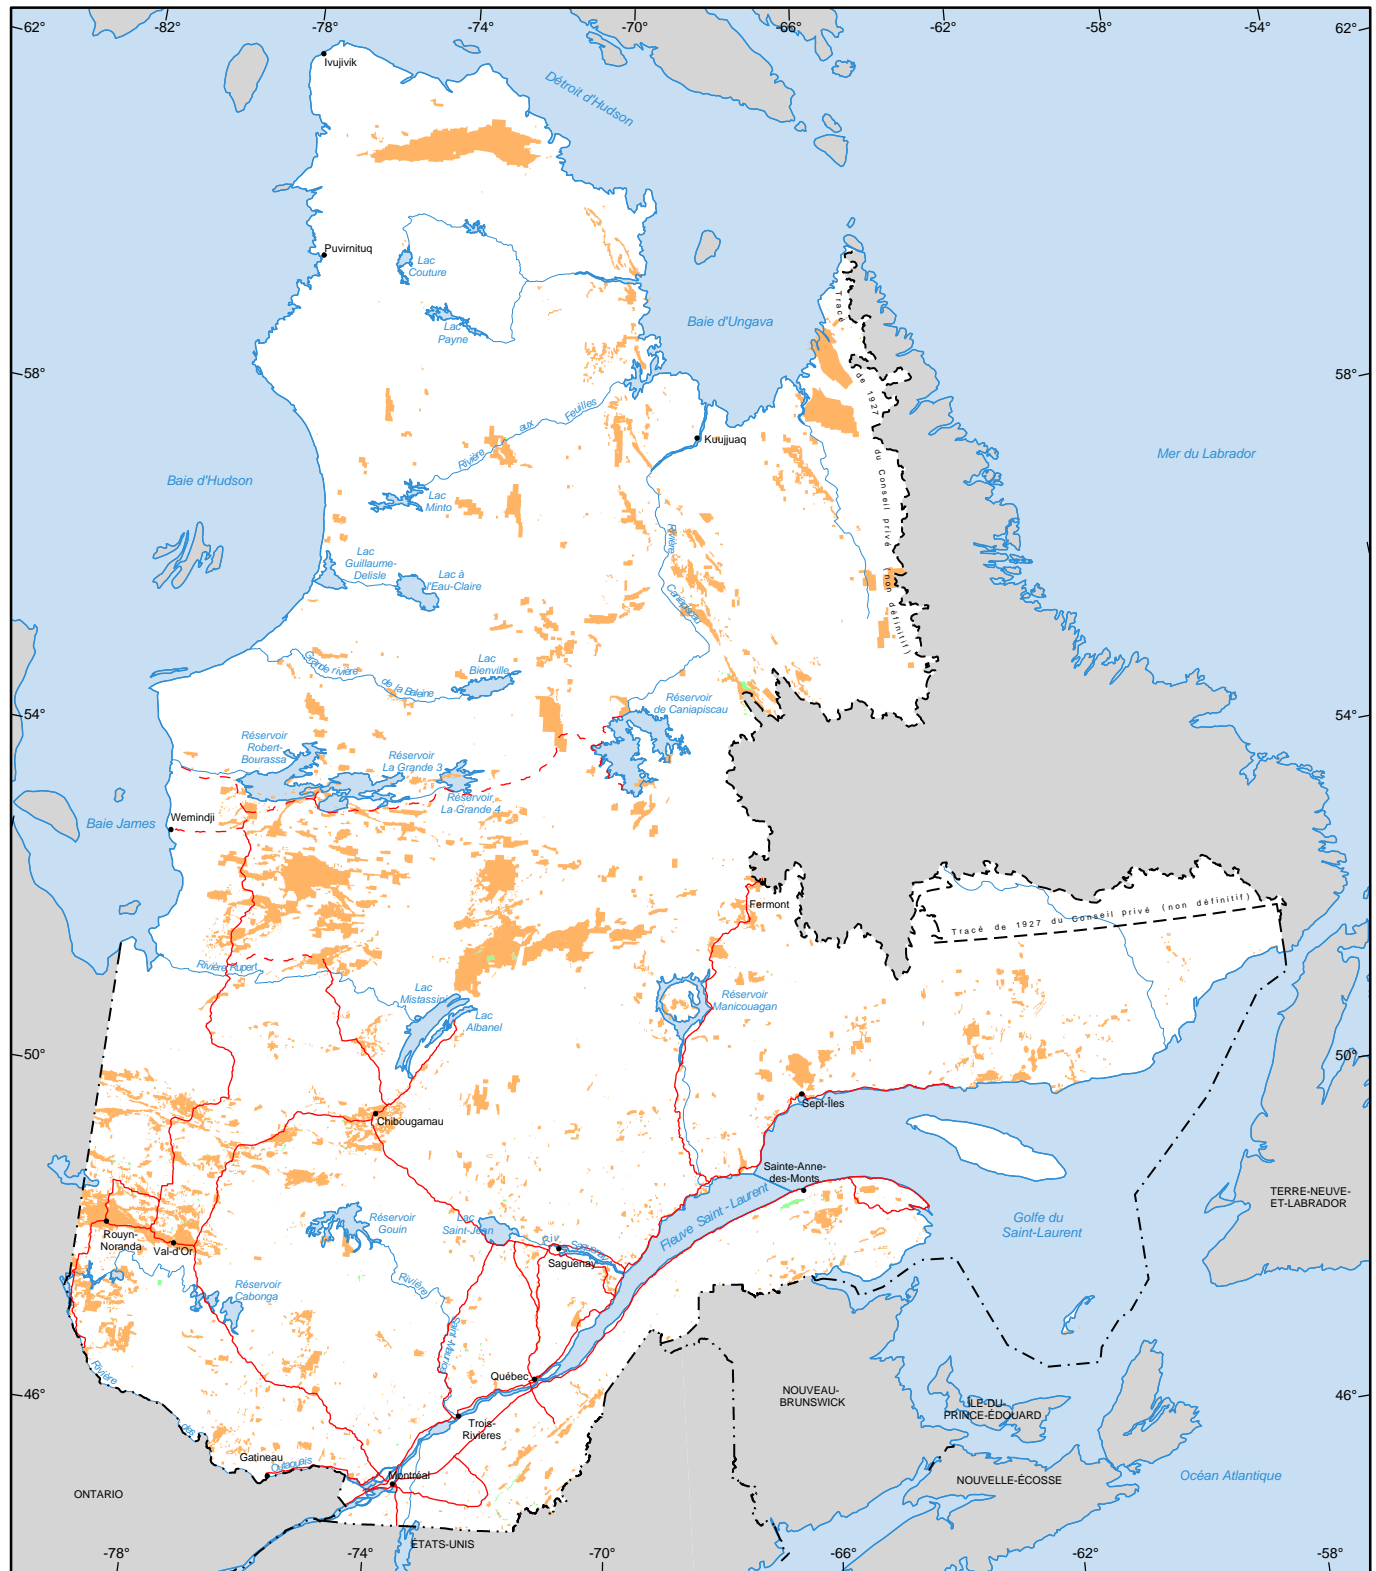 -82°
-78°
-74°
-70°
-66°
-62°
-58°
-54°
62°
62°
Ivujivik
Détroit d'Hudson
Puvirnituq
Lac
Couture
Lac
Payne
Baie d'Ungava
Tracé
de 1927
du Conseil privé
(non définitif)
58°
58°
Rivière
aux
Feuilles
Kuujjuaq
Mer du Labrador
Baie d'Hudson
Lac
Minto
Rivière
Caniapiscau
Lac
Guillaume-
Delisle
Lac à
l'Eau-Claire
Grande rivière
de la Baleine
Lac
Bienville
54°
54°
Réservoir
de Caniapiscau
Réservoir
Robert-
Bourassa
Réservoir
La Grande 3
Réservoir
La Grande 4
Wemindji
Baie James
Fermont
Tracé de 1927 du Conseil privé (non définitif)
Rivière Rupert
Lac
Mistassini
Lac
Albanel
Réservoir
Manicouagan
50°
50°
Chibougamau
Sept-Îles
Sainte-Anne-
des-Monts
Fleuve Saint-Laurent
Golfe du
Saint-Laurent
TERRE-NEUVE-
ET-LABRADOR
Rouyn-
Noranda
Val-d'Or
Réservoir
Gouin
Lac
Saint-Jean
Riv. Saguenay
Saguenay
Réservoir
Cabonga
Rivière
Saint-Maurice
Rivière
des
Outaouais
46°
46°
Québec
Trois-
Rivières
Gatineau
Montréal
NOUVEAU-
BRUNSWICK
ÎLE-DU-
PRINCE-ÉDOUARD
NOUVELLE-ÉCOSSE
Océan Atlantique
ONTARIO
ÉTATS-UNIS
-78°
-74°
-70°
-66°
-62°
-58°